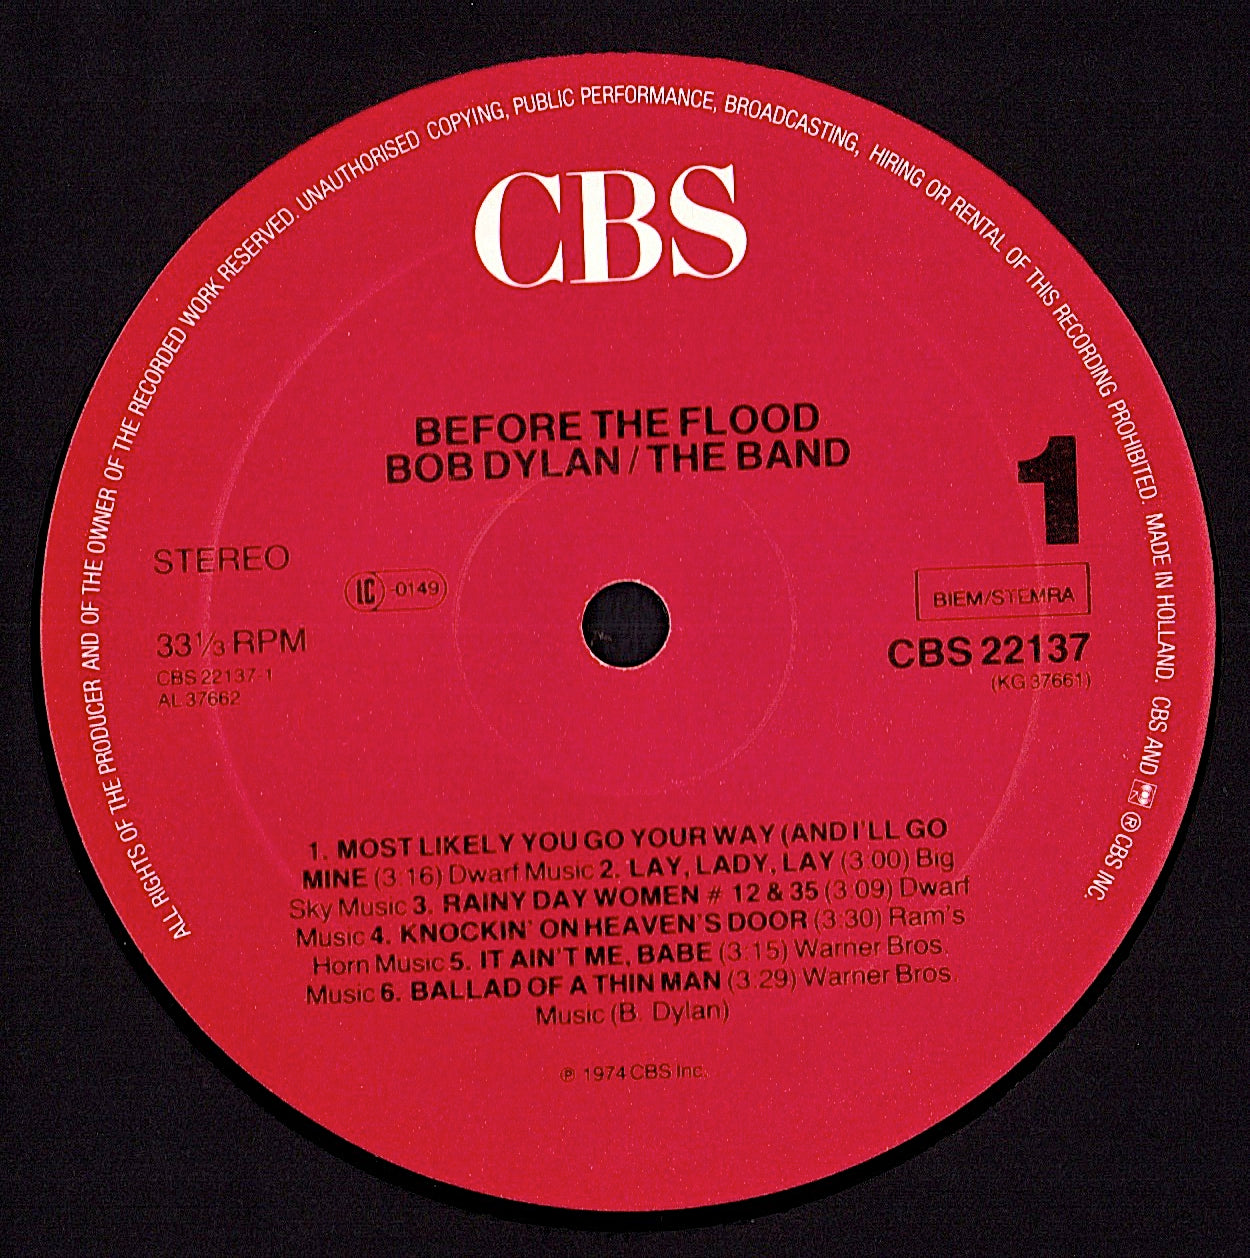 ALL RIGHTS OF THE PRODUCER AND OF THE OWNER OF THE RECORDED WORK RESERVED. UNAUTHORISED COPYING, PUBLIC PERFORMANCE, BROADCASTING, HIRING OR RENTAL OF THIS RECORDING PROHIBITED. MADE IN HOLLAND. CBS AND ® CBS INC.
CBS
BEFORE THE FLOOD
BOB DYLAN / THE BAND
1
STEREO
LC -0149
BIEM/STEMRA
33⅓ RPM
CBS 22137-1
AL 37662
CBS 22137
(KG 37661)
1. MOST LIKELY YOU GO YOUR WAY (AND I'LL GO
MINE (3:16) Dwarf Music 2. LAY, LADY, LAY (3:00) Big
Sky Music 3. RAINY DAY WOMEN # 12 & 35 (3:09) Dwarf
Music 4. KNOCKIN' ON HEAVEN'S DOOR (3:30) Ram's
Horn Music 5. IT AIN'T ME, BABE (3:15) Warner Bros.
Music 6. BALLAD OF A THIN MAN (3:29) Warner Bros.
Music (B. Dylan)
℗ 1974 CBS Inc.